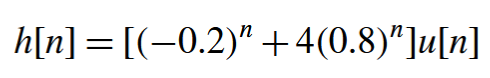 h[n] = [(−0.2)ⁿ + 4(0.8)ⁿ]u[n]